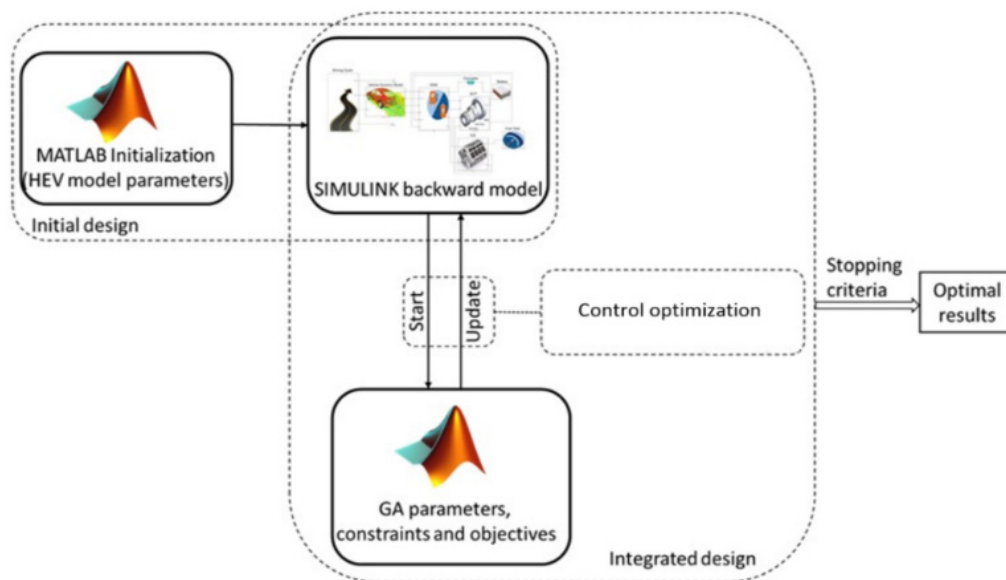 MATLAB Initialization
(HEV model parameters)
Initial design
SIMULINK backward model
Start
Update
Control optimization
Stopping
criteria
Optimal
results
GA parameters,
constraints and objectives
Integrated design